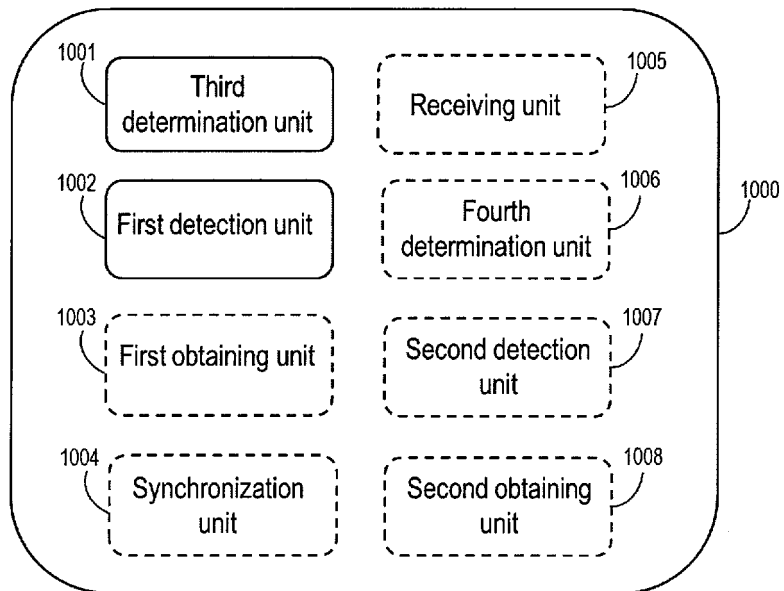 1001
Third
determination unit
1005
Receiving unit
1002
First detection unit
1006
Fourth
determination unit
1000
1003
First obtaining unit
1007
Second detection
unit
1004
Synchronization
unit
1008
Second obtaining
unit